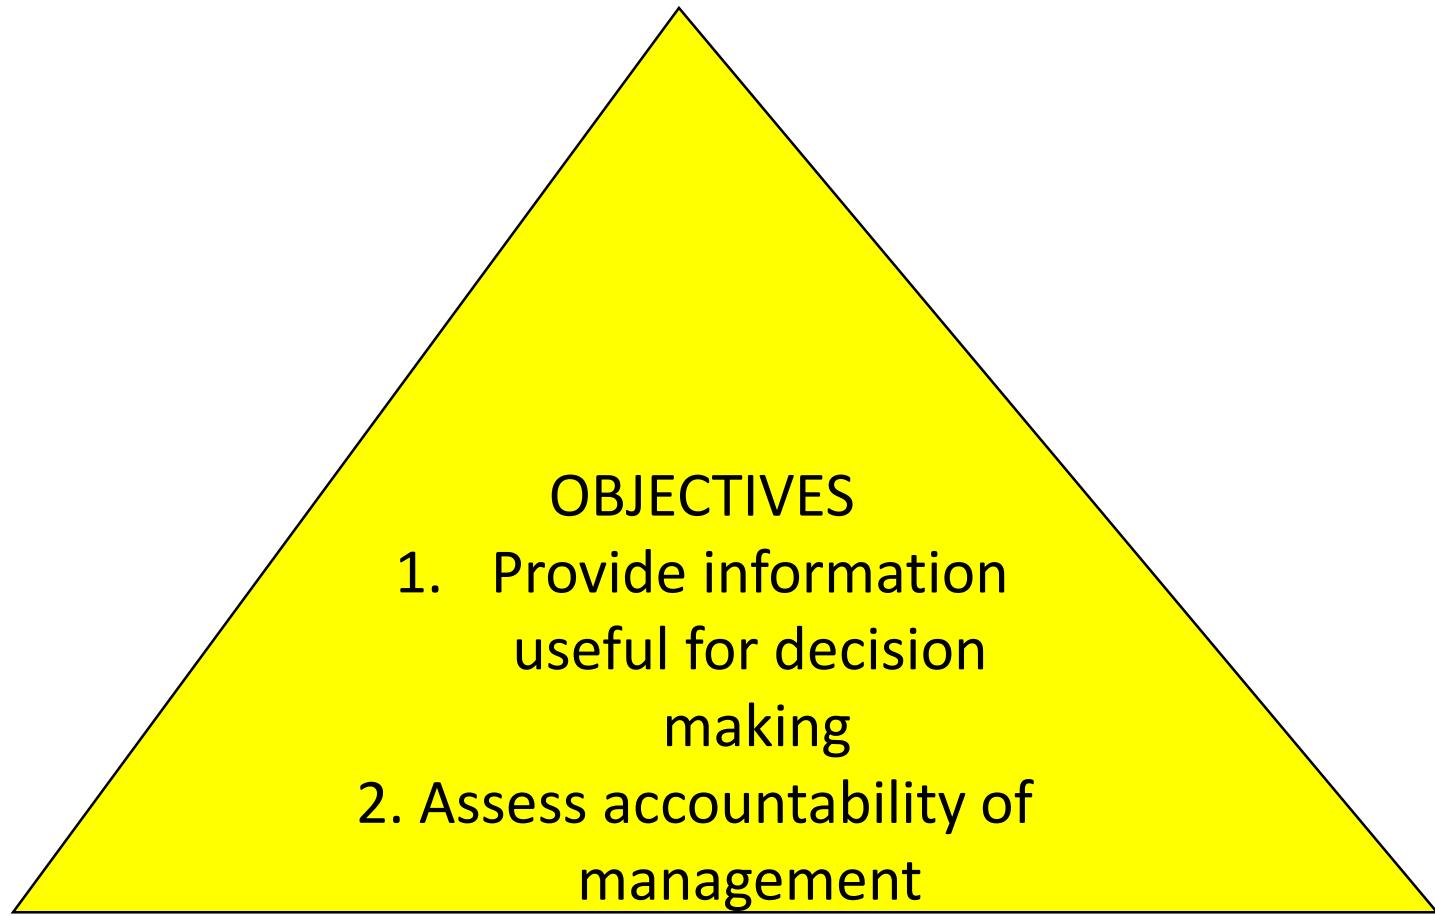 OBJECTIVES
1. Provide information
useful for decision
making
2. Assess accountability of
management